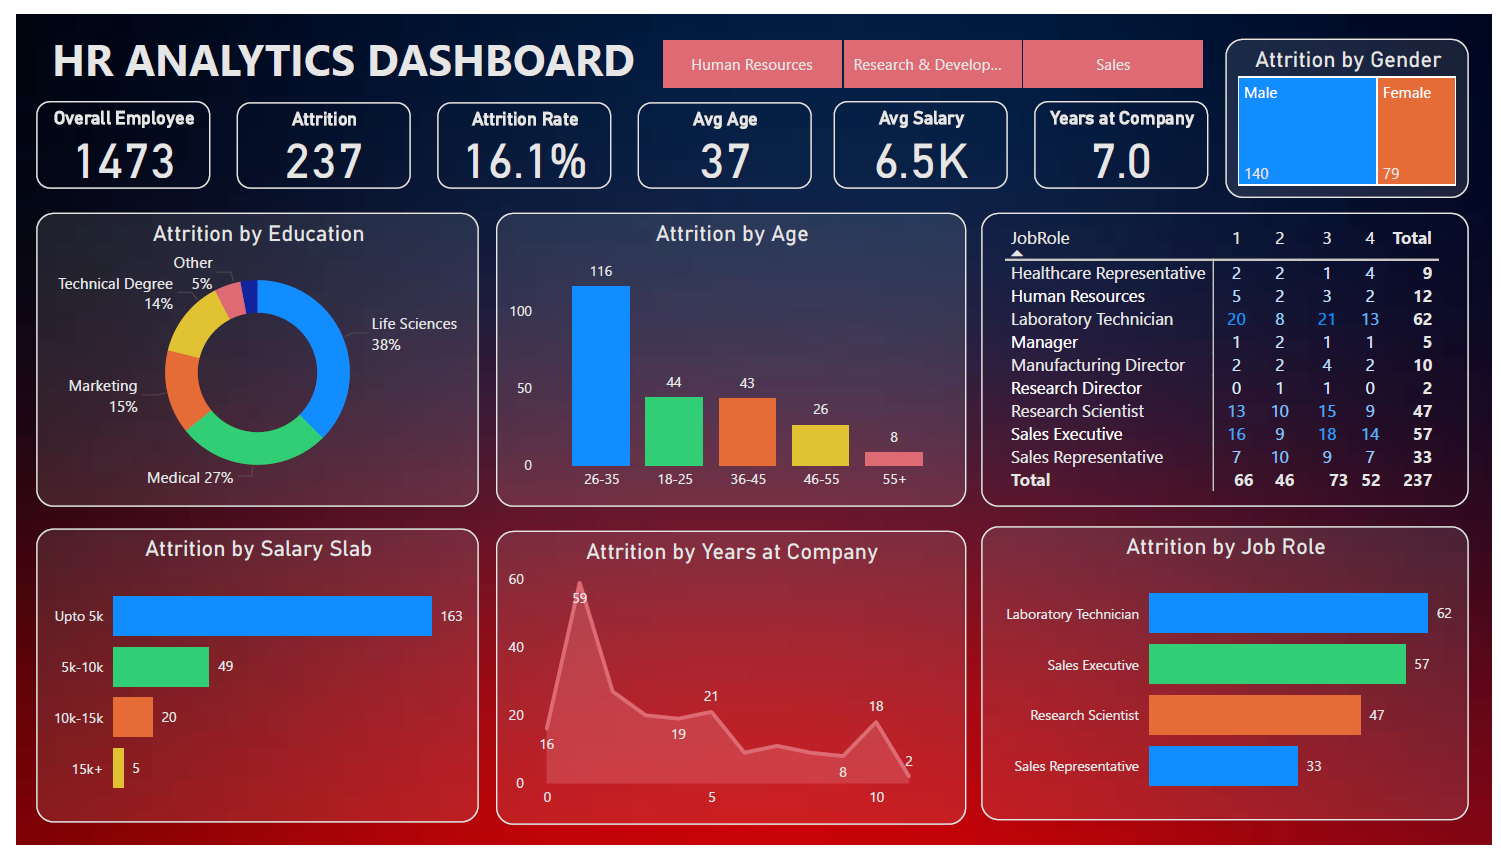 HR ANALYTICS DASHBOARD
Human Resources
Research & Develop...
Sales
Attrition by Gender
Male
Female
140
79
Overall Employee
1473
Attrition
237
Attrition Rate
16.1%
Avg Age
37
Avg Salary
6.5K
Years at Company
7.0
Attrition by Education
Other
5%
Technical Degree
14%
Life Sciences
38%
Marketing
15%
Medical 27%
Attrition by Age
116
100
44
43
50
26
8
0
26-35 18-25 36-45 46-55 55+
JobRole 1 2 3 4 Total
Healthcare Representative 2 2 1 4 9
Human Resources 5 2 3 2 12
Laboratory Technician 20 8 21 13 62
Manager 1 2 1 1 5
Manufacturing Director 2 2 4 2 10
Research Director 0 1 1 0 2
Research Scientist 13 10 15 9 47
Sales Executive 16 9 18 14 57
Sales Representative 7 10 9 7 33
Total 66 46 73 52 237
Attrition by Salary Slab
Upto 5k 163
5k-10k 49
10k-15k 20
15k+ 5
Attrition by Years at Company
60
59
40
21
18
20
16
19
8
2
0
0 5 10
Attrition by Job Role
Laboratory Technician 62
Sales Executive 57
Research Scientist 47
Sales Representative 33